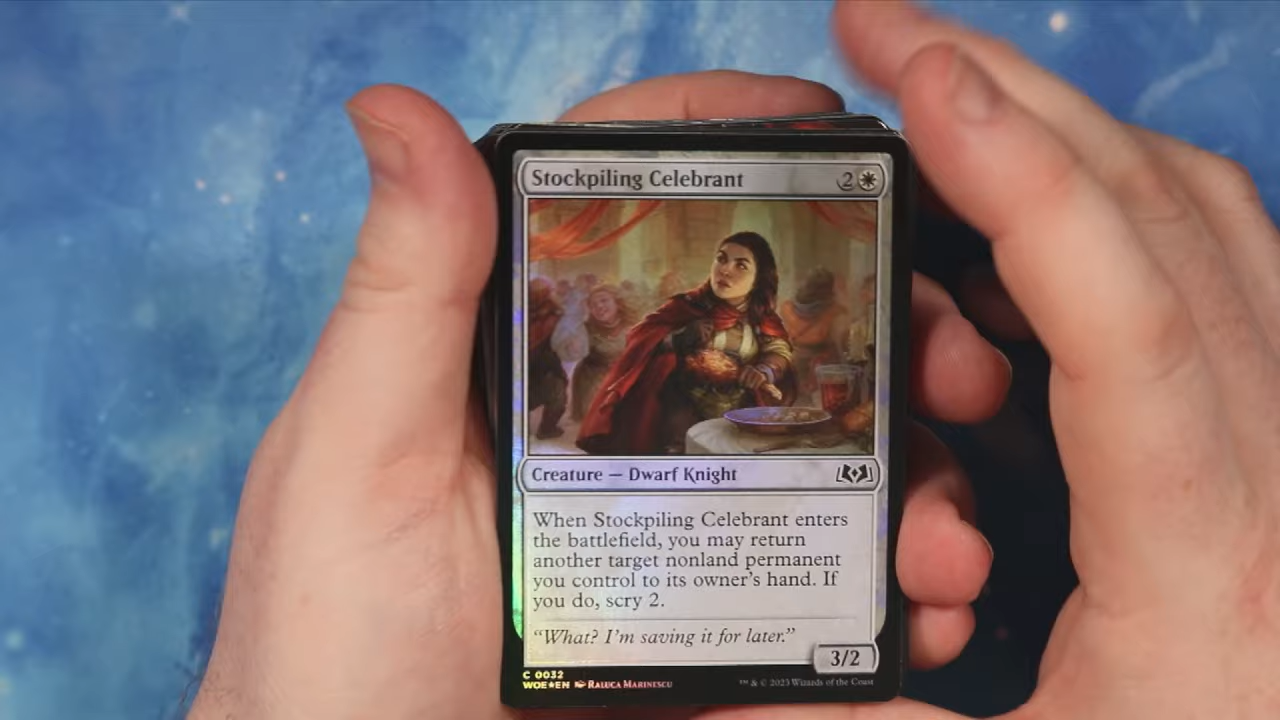 Stockpiling Celebrant 2
Creature — Dwarf Knight
When Stockpiling Celebrant enters
the battlefield, you may return
another target nonland permanent
you control to its owner's hand. If
you do, scry 2.
“What? I'm saving it for later.”
3/2
C 0032
WOE★EN Raluca Marinescu
™ & © 2023 Wizards of the Coast